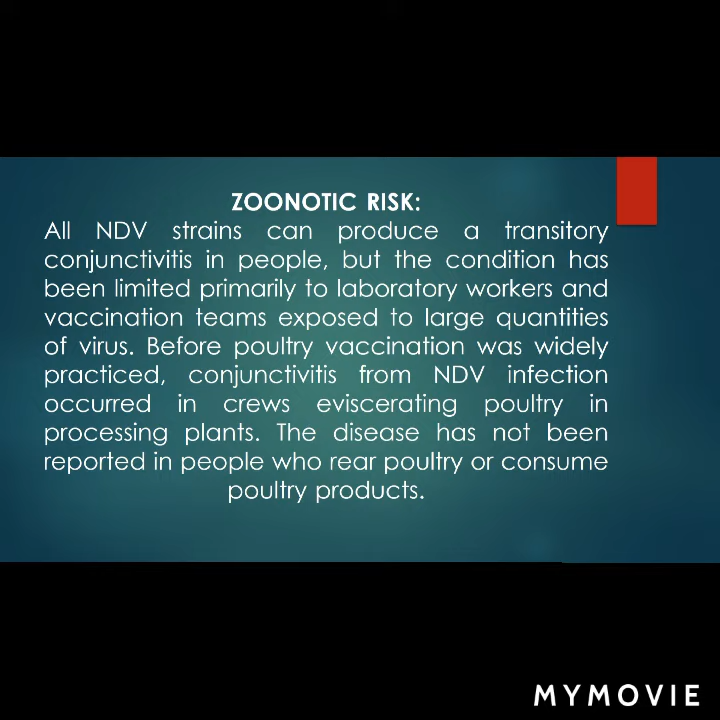 ZOONOTIC RISK:
All NDV strains can produce a transitory
conjunctivitis in people, but the condition has
been limited primarily to laboratory workers and
vaccination teams exposed to large quantities
of virus. Before poultry vaccination was widely
practiced, conjunctivitis from NDV infection
occurred in crews eviscerating poultry in
processing plants. The disease has not been
reported in people who rear poultry or consume
poultry products.
MYMOVIE